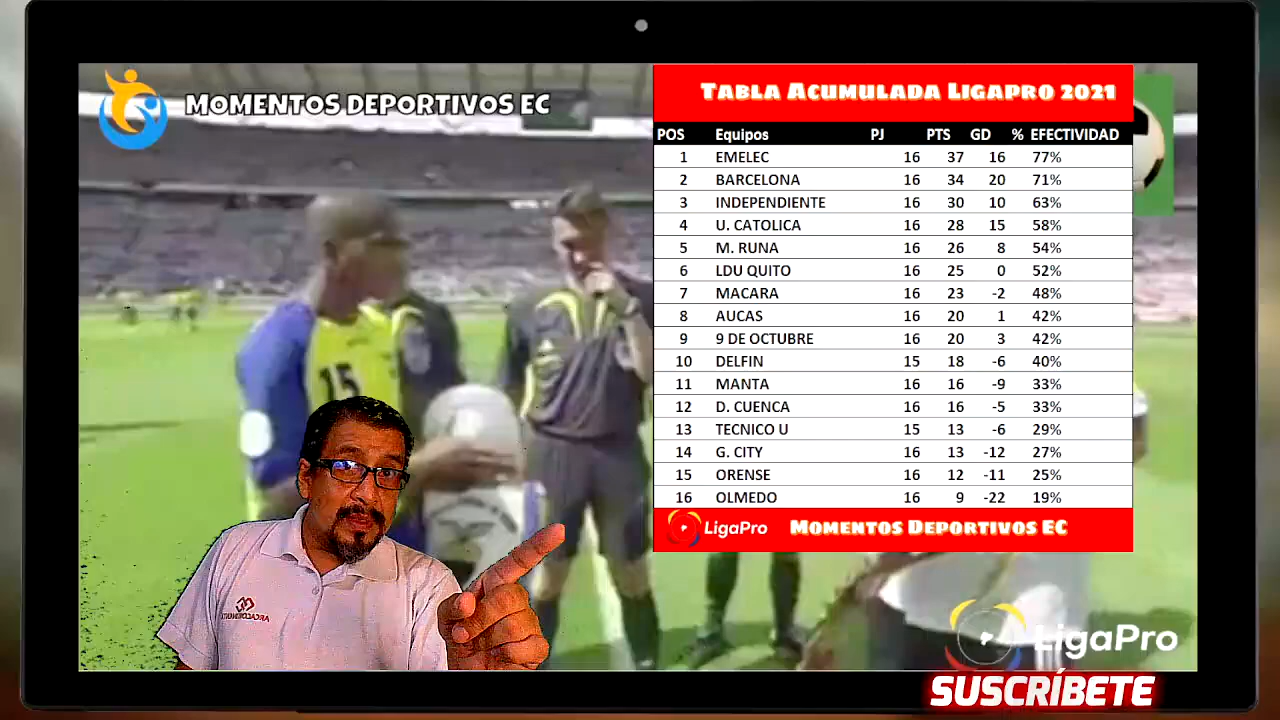 MOMENTOS DEPORTIVOS EC
TABLA ACUMULADA LIGAPRO 2021
POS Equipos PJ PTS GD % EFECTIVIDAD
1 EMELEC 16 37 16 77%
2 BARCELONA 16 34 20 71%
3 INDEPENDIENTE 16 30 10 63%
4 U. CATOLICA 16 28 15 58%
5 M. RUNA 16 26 8 54%
6 LDU QUITO 16 25 0 52%
7 MACARA 16 23 -2 48%
8 AUCAS 16 20 1 42%
9 9 DE OCTUBRE 16 20 3 42%
10 DELFIN 15 18 -6 40%
11 MANTA 16 16 -9 33%
12 D. CUENCA 16 16 -5 33%
13 TECNICO U 15 13 -6 29%
14 G. CITY 16 13 -12 27%
15 ORENSE 16 12 -11 25%
16 OLMEDO 16 9 -22 19%
LigaPro MOMENTOS DEPORTIVOS EC
15
LigaPro
SUSCRÍBETE